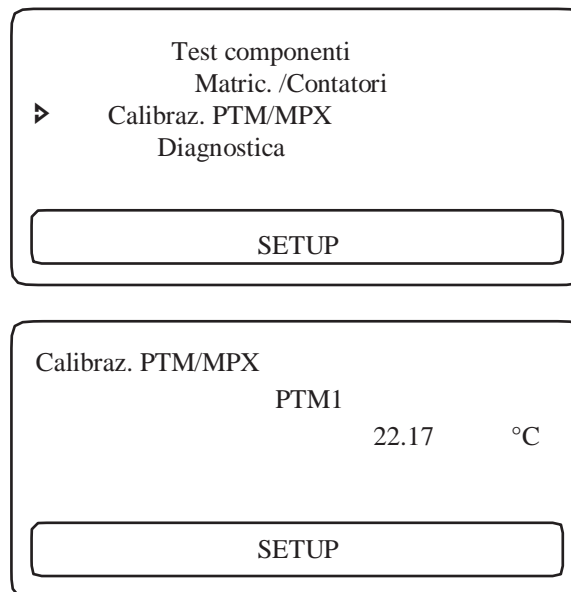 Test componenti
Matric. /Contatori
Calibraz. PTM/MPX
Diagnostica
SETUP
Calibraz. PTM/MPX
PTM1
22.17 °C
SETUP